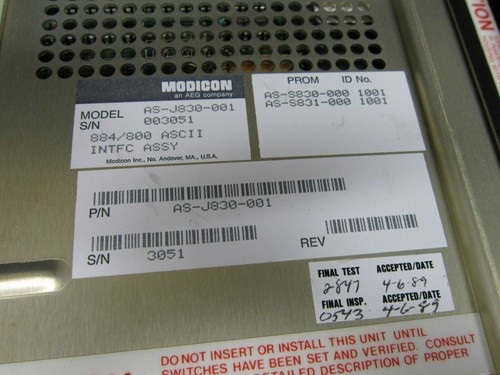 MODICON
an AEG company
MODEL AS-J830-001
S/N 003051
884/800 ASCII
INTFC ASSY
Modicon Inc., No. Andover, MA., U.S.A.
PROM ID No.
AS-S830-000 1001
AS-S831-000 1001
P/N AS-J830-001
S/N 3051
REV
FINAL TEST ACCEPTED/DATE
2847 4-6-89
FINAL INSP. ACCEPTED/DATE
0543 4-6-89
DO NOT INSERT OR INSTALL THIS UNIT UNTIL
SWITCHES HAVE BEEN SET AND VERIFIED. CONSULT
DETAILED DESCRIPTION OF PROPER